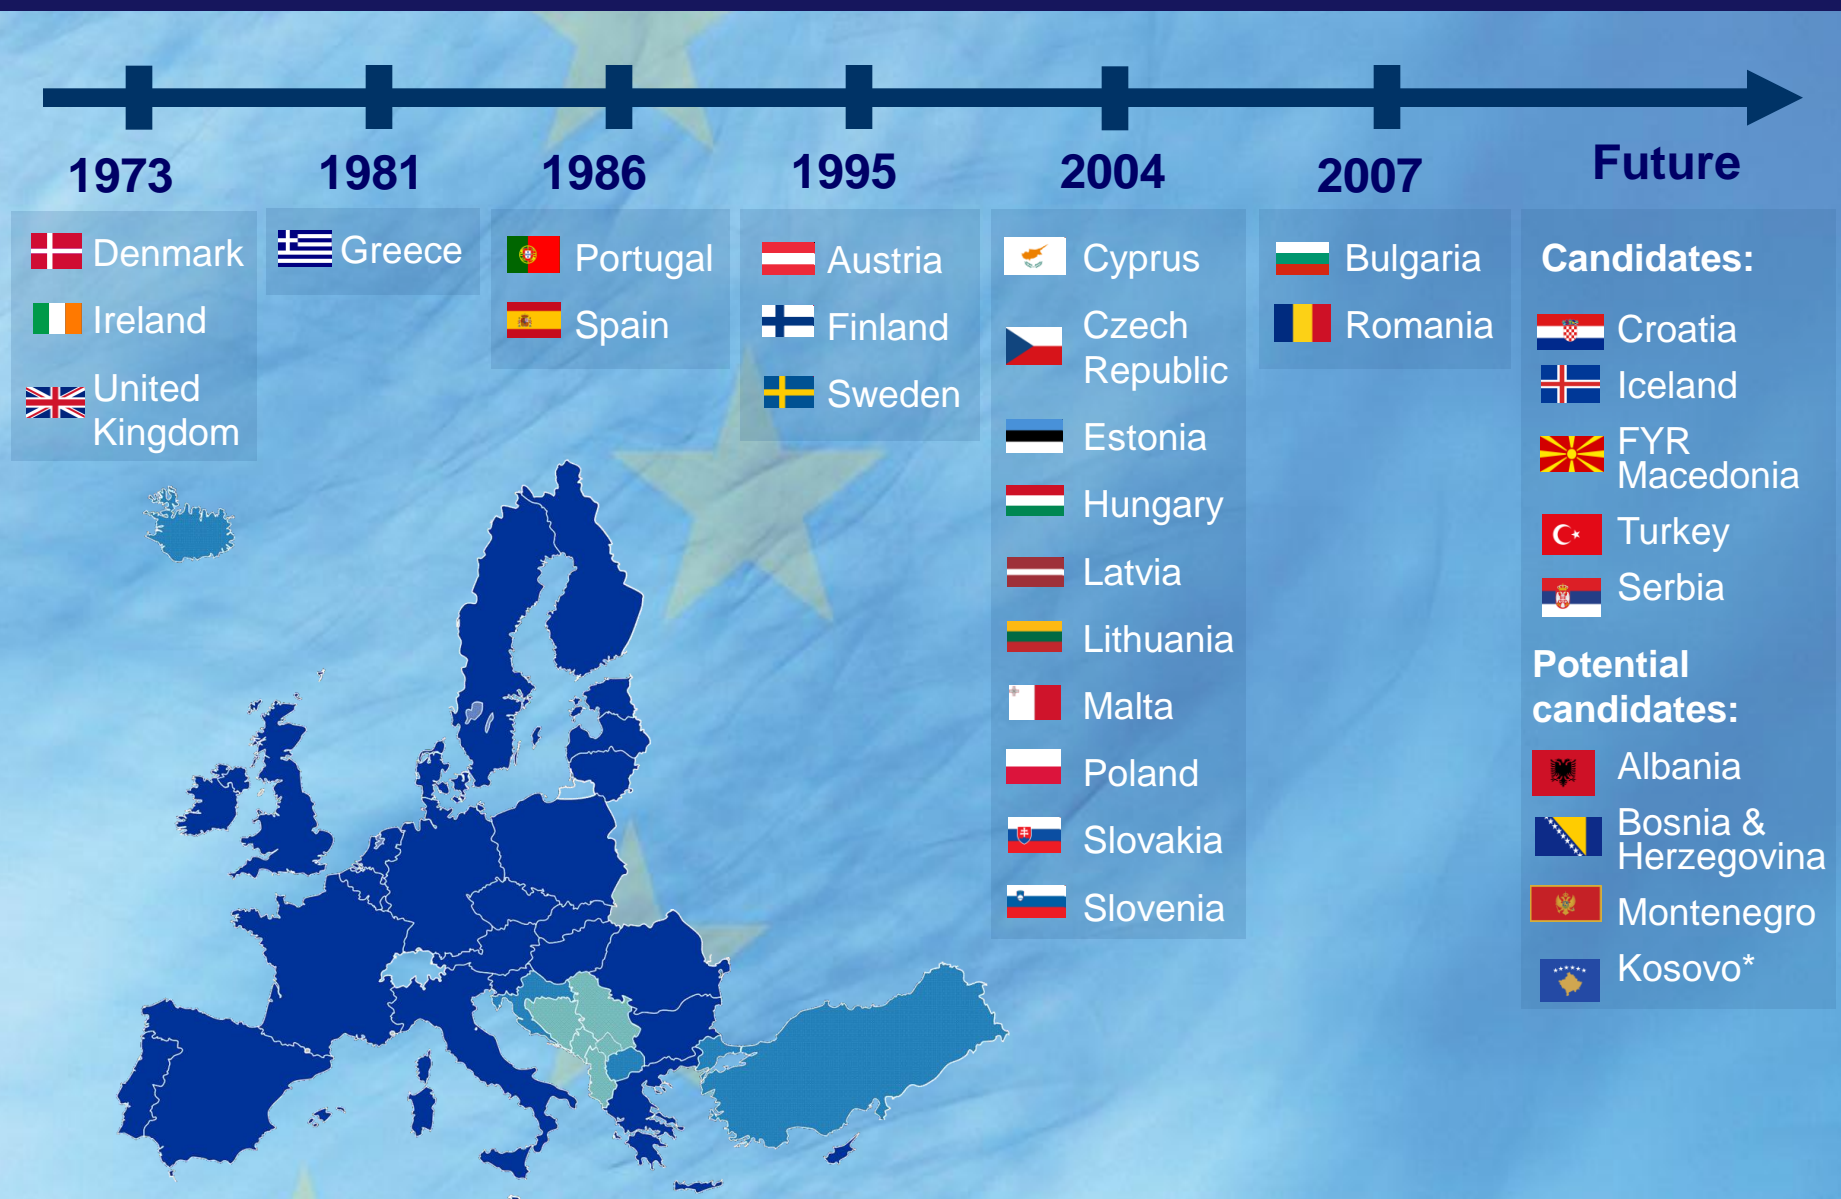 1973
1981
1986
1995
2004
2007
Future
Denmark
Ireland
United
Kingdom
Greece
Portugal
Spain
Austria
Finland
Sweden
Cyprus
Czech
Republic
Estonia
Hungary
Latvia
Lithuania
Malta
Poland
Slovakia
Slovenia
Bulgaria
Romania
Candidates:
Croatia
Iceland
FYR
Macedonia
Turkey
Serbia
Potential
candidates:
Albania
Bosnia &
Herzegovina
Montenegro
Kosovo*